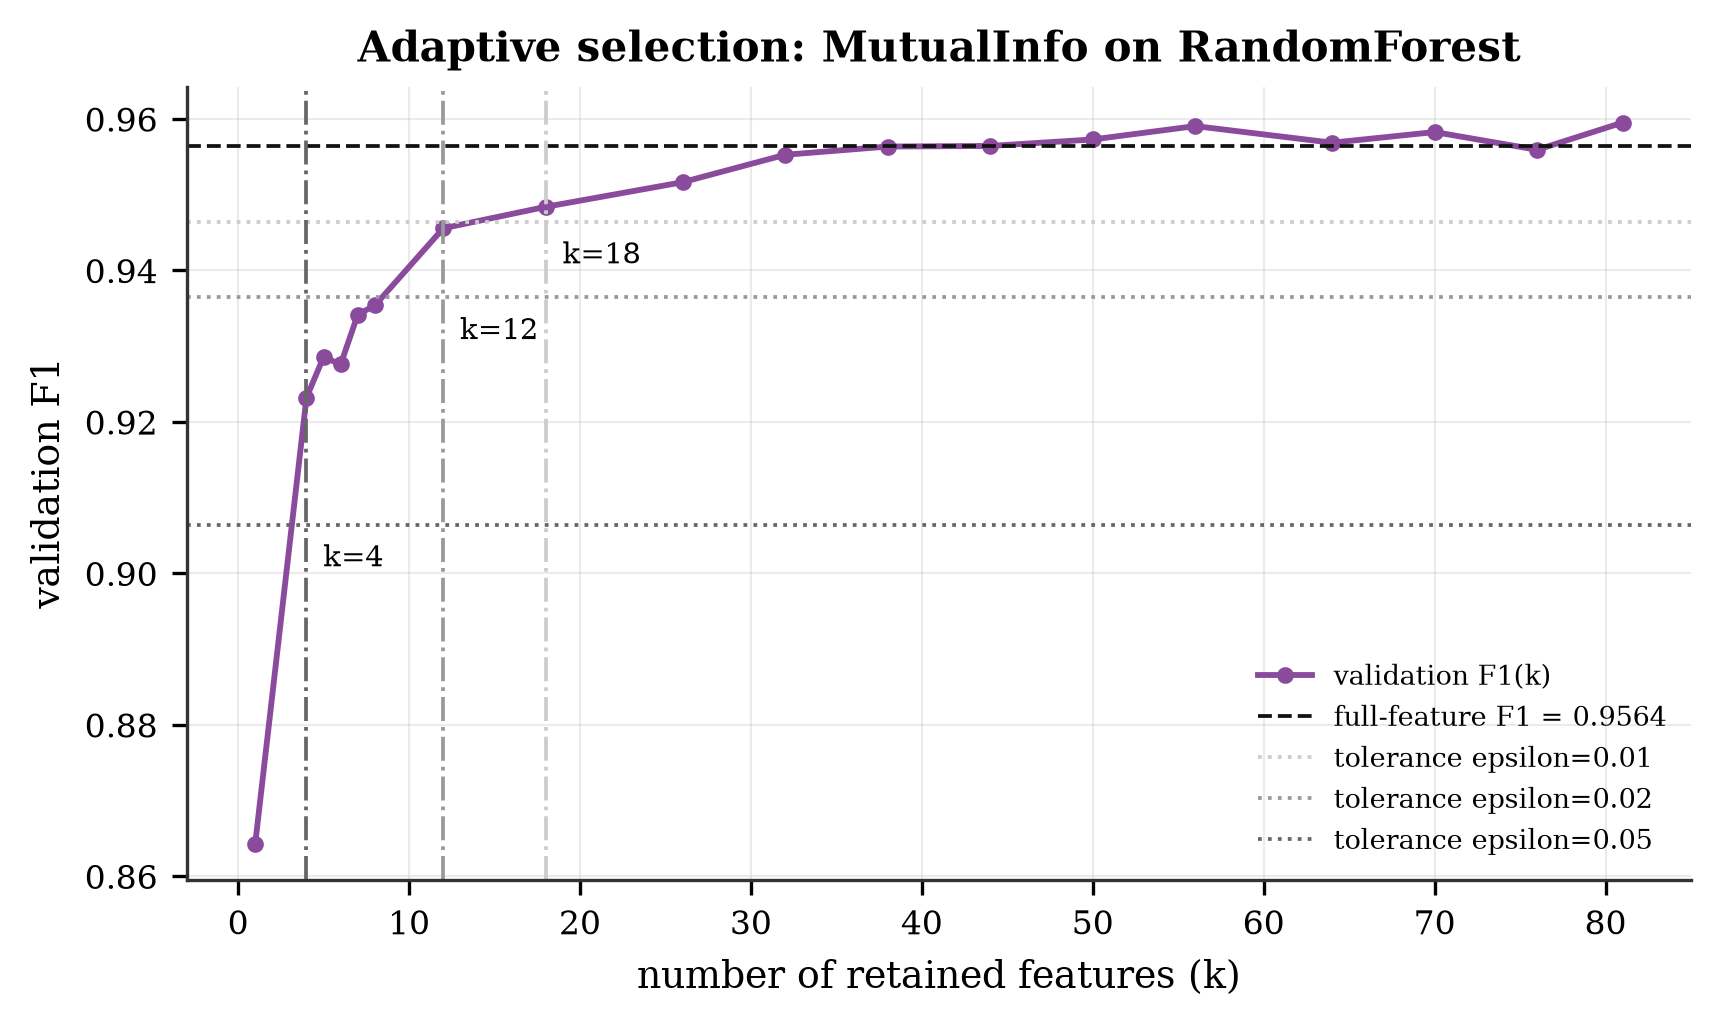 Adaptive selection: MutualInfo on RandomForest
validation F1
0.96
0.94
0.92
0.90
0.88
0.86
k=18
k=12
k=4
validation F1(k)
full-feature F1 = 0.9564
tolerance epsilon=0.01
tolerance epsilon=0.02
tolerance epsilon=0.05
0 10 20 30 40 50 60 70 80
number of retained features (k)